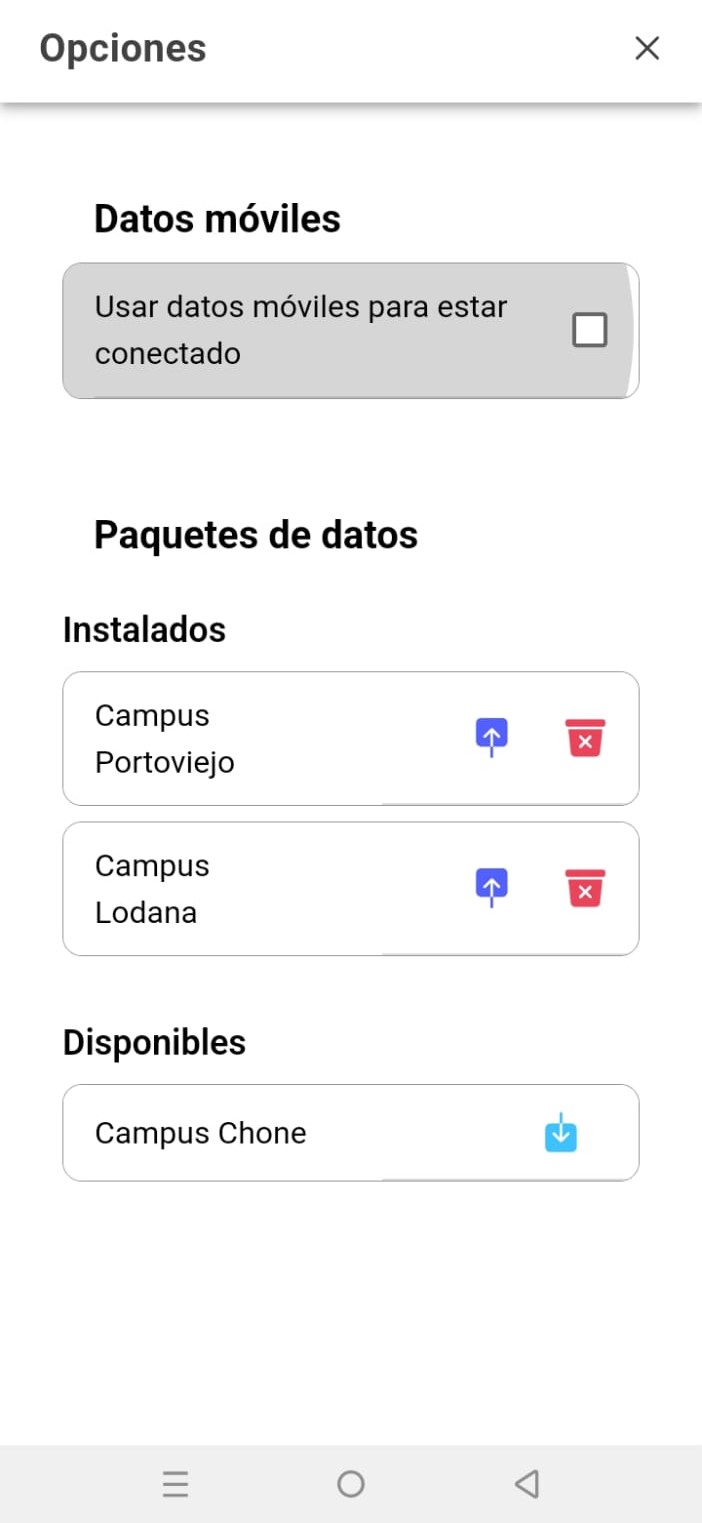 Opciones
Datos móviles
Usar datos móviles para estar
conectado
Paquetes de datos
Instalados
Campus
Portoviejo
Campus
Lodana
Disponibles
Campus Chone